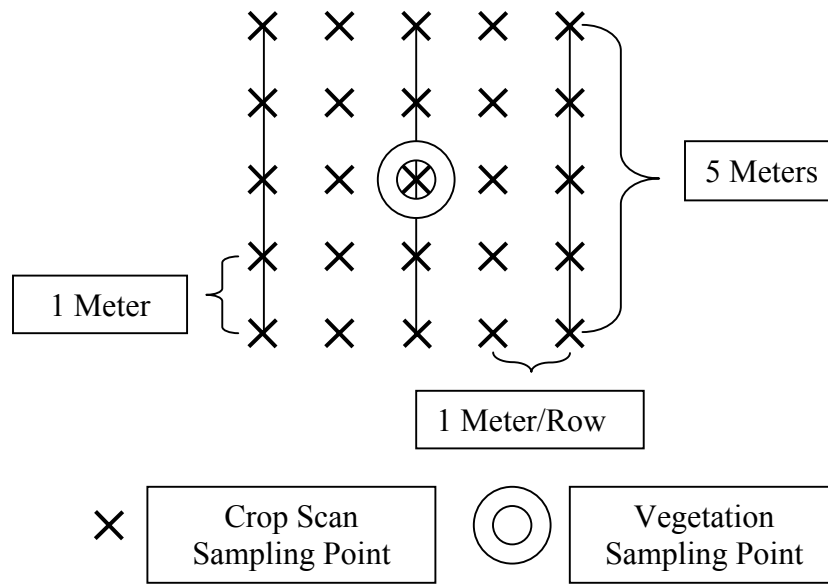 5 Meters
1 Meter
1 Meter/Row
Crop Scan
Sampling Point
Vegetation
Sampling Point